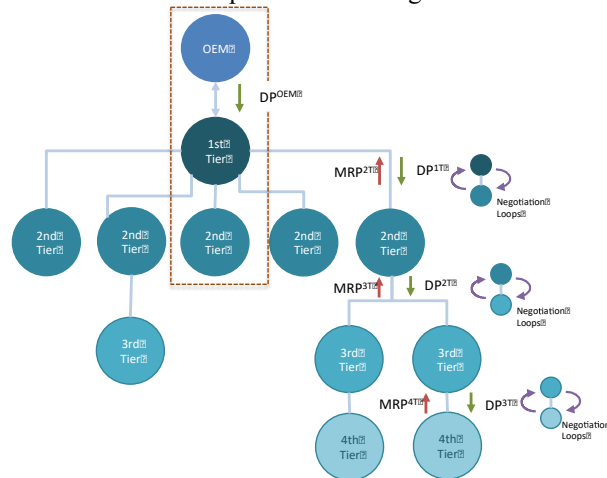 OEM
DP^OEM
1st
Tier
MRP^2T
DP^1T
Negotiation
Loops
2nd
Tier
2nd
Tier
2nd
Tier
2nd
Tier
2nd
Tier
MRP^3T
DP^2T
Negotiation
Loops
3rd
Tier
3rd
Tier
3rd
Tier
MRP^4T
DP^3T
Negotiation
Loops
4th
Tier
4th
Tier